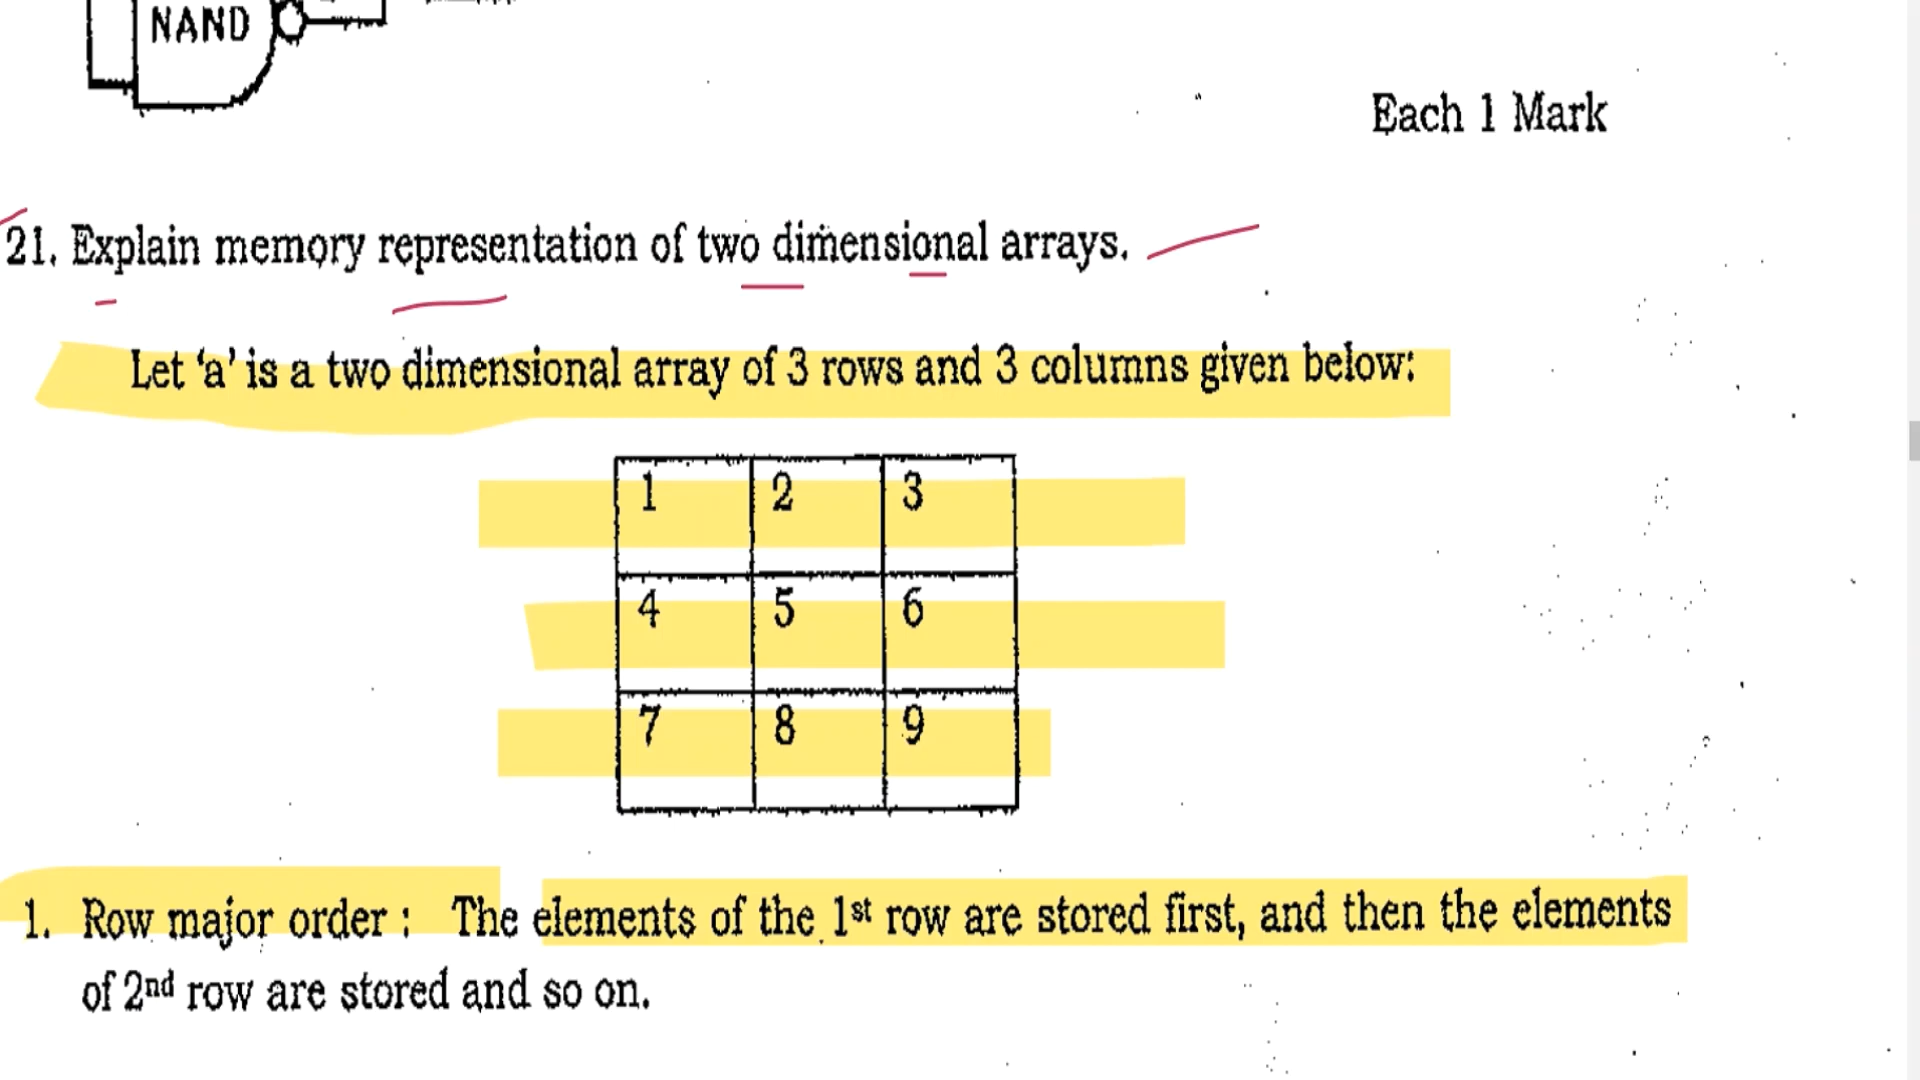 NAND
Each 1 Mark
21. Explain memory representation of two dimensional arrays.
Let 'a' is a two dimensional array of 3 rows and 3 columns given below:
1 2 3
4 5 6
7 8 9
1. Row major order : The elements of the 1st row are stored first, and then the elements
of 2nd row are stored and so on.